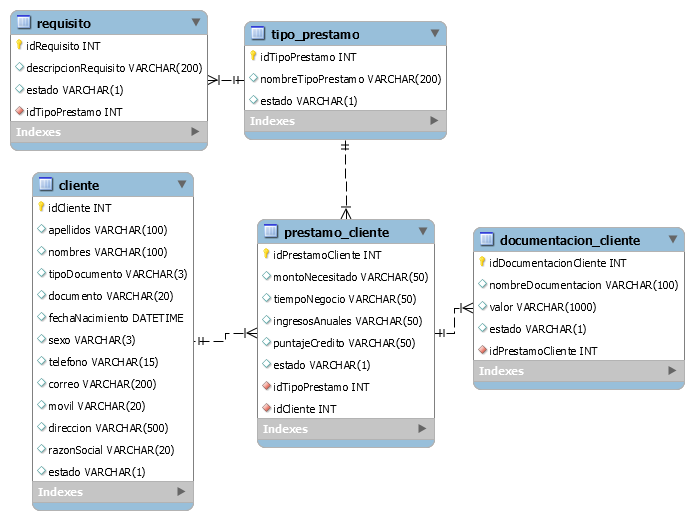 requisito
idRequisito INT
descripcionRequisito VARCHAR(200)
estado VARCHAR(1)
idTipoPrestamo INT
Indexes
tipo_prestamo
idTipoPrestamo INT
nombreTipoPrestamo VARCHAR(200)
estado VARCHAR(1)
Indexes
cliente
idCliente INT
apellidos VARCHAR(100)
nombres VARCHAR(100)
tipoDocumento VARCHAR(3)
documento VARCHAR(20)
fechaNacimiento DATETIME
sexo VARCHAR(3)
telefono VARCHAR(15)
correo VARCHAR(200)
movil VARCHAR(20)
direccion VARCHAR(500)
razonSocial VARCHAR(20)
estado VARCHAR(1)
Indexes
prestamo_cliente
idPrestamoCliente INT
montoNecesitado VARCHAR(50)
tiempoNegocio VARCHAR(50)
ingresosAnuales VARCHAR(50)
puntajeCredito VARCHAR(50)
estado VARCHAR(1)
idTipoPrestamo INT
idCliente INT
Indexes
documentacion_cliente
idDocumentacionCliente INT
nombreDocumentacion VARCHAR(100)
valor VARCHAR(1000)
estado VARCHAR(1)
idPrestamoCliente INT
Indexes